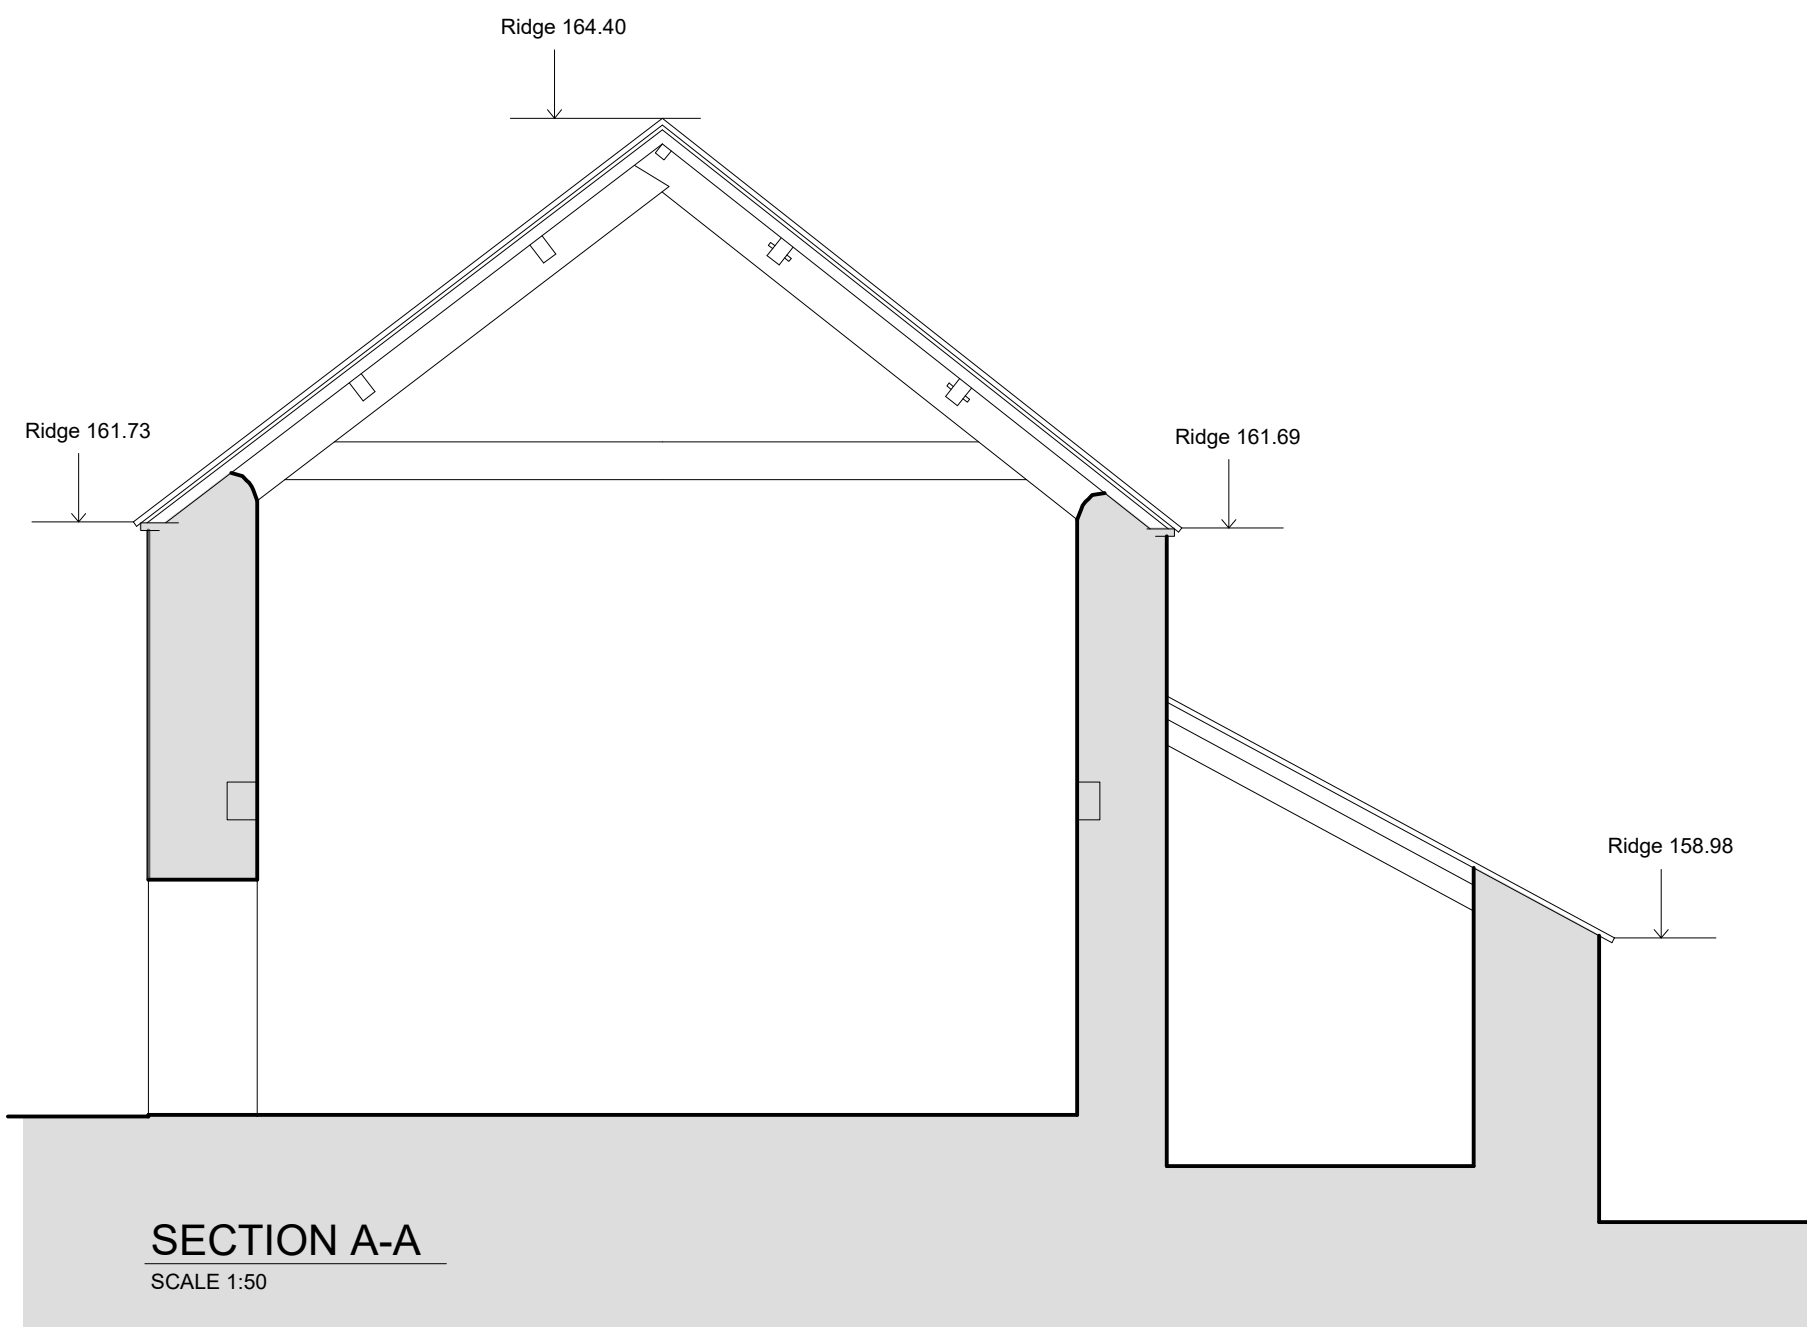 Ridge 164.40
Ridge 161.73
Ridge 161.69
Ridge 158.98
SECTION A-A
SCALE 1:50